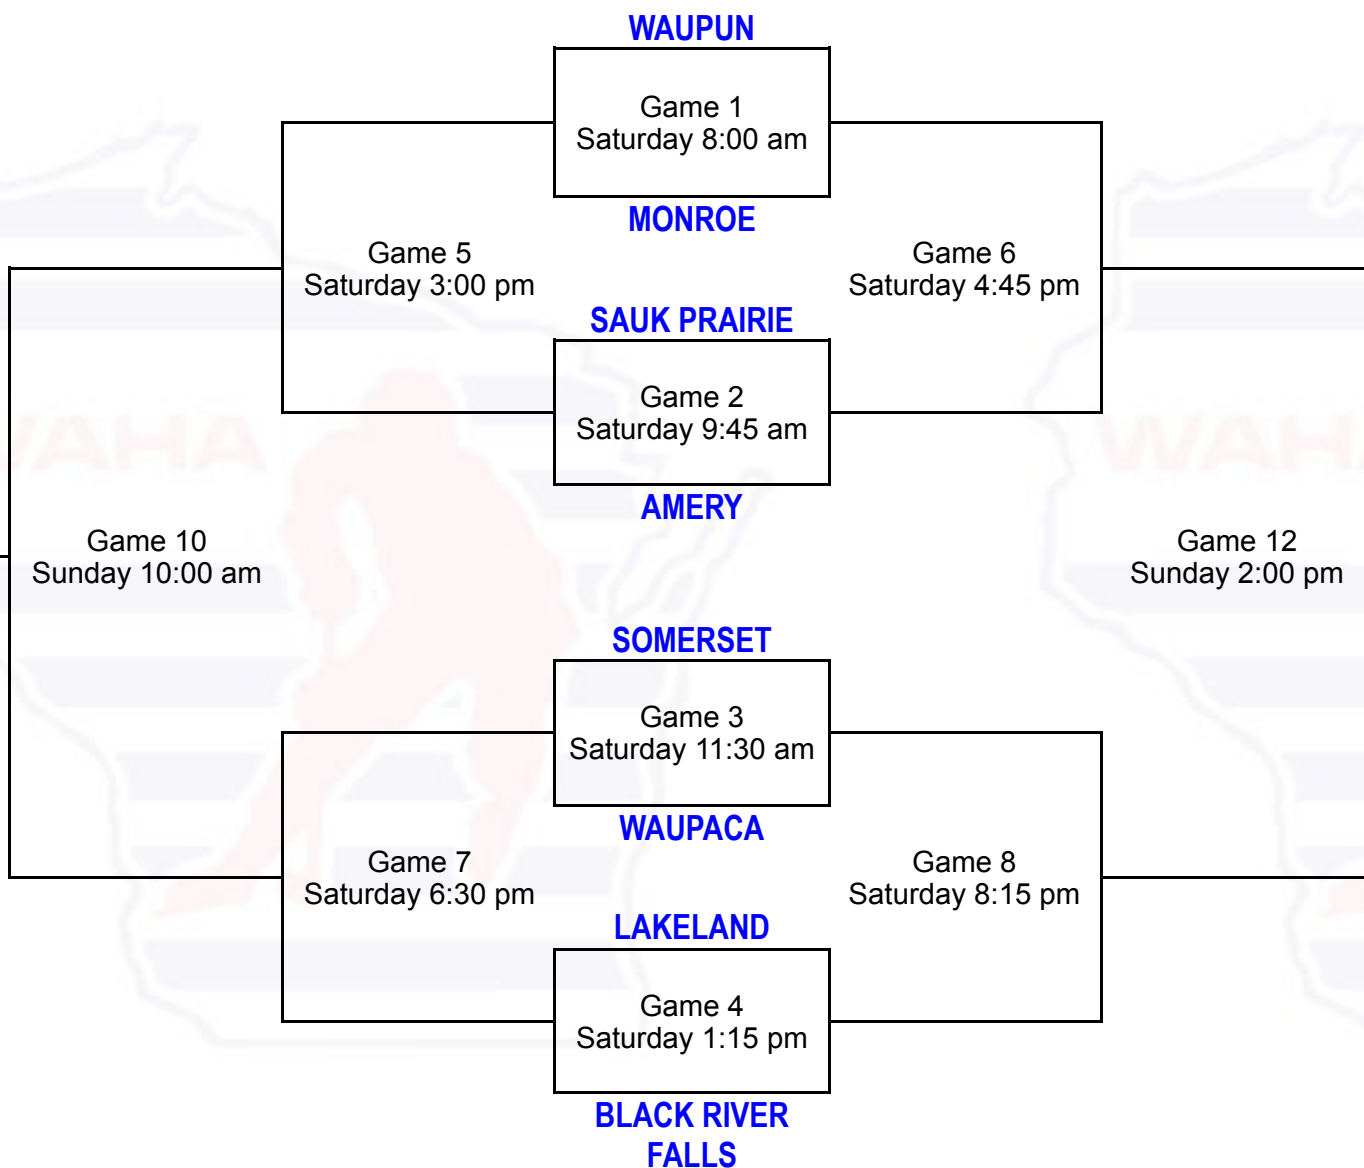 WAUPUN
Game 1
Saturday 8:00 am
MONROE
Game 5
Saturday 3:00 pm
Game 6
Saturday 4:45 pm
SAUK PRAIRIE
Game 2
Saturday 9:45 am
AMERY
WAHA
WAHA
Game 10
Sunday 10:00 am
Game 12
Sunday 2:00 pm
SOMERSET
Game 3
Saturday 11:30 am
WAUPACA
Game 7
Saturday 6:30 pm
Game 8
Saturday 8:15 pm
LAKELAND
Game 4
Saturday 1:15 pm
BLACK RIVER
FALLS